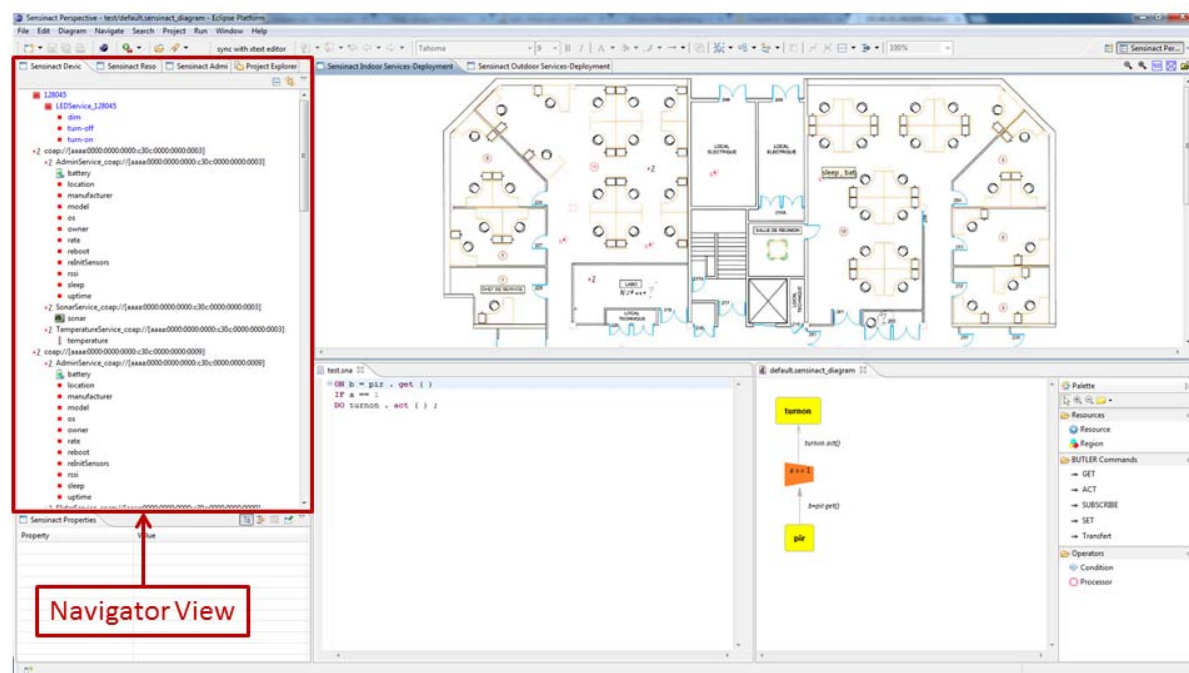 Sensinact Perspective - test/default.sensinact_diagram - Eclipse Platform
File Edit Diagram Navigate Search Project Run Window Help
sync with xtext editor
Tahoma
9
B I A
100%
Sensinact Per...
Sensinact Devic
Sensinact Reso
Sensinact Admi
Project Explorer
Sensinact Indoor Services-Deployment
Sensinact Outdoor Services-Deployment
128045
LEDService_128045
dim
turn-off
turn-on
coap://[aaaa:0000:0000:0000:c30c:0000:0000:0003]
AdminService_coap://[aaaa:0000:0000:0000:c30c:0000:0000:0003]
battery
location
manufacturer
model
os
owner
rate
reboot
reInitSensors
rssi
sleep
uptime
SonarService_coap://[aaaa:0000:0000:0000:c30c:0000:0000:0003]
sonar
TemperatureService_coap://[aaaa:0000:0000:0000:c30c:0000:0000:0003]
temperature
coap://[aaaa:0000:0000:0000:c30c:0000:0000:0009]
AdminService_coap://[aaaa:0000:0000:0000:c30c:0000:0000:0009]
battery
location
manufacturer
model
os
owner
rate
reboot
reInitSensors
rssi
sleep
uptime
LOCAL
ELECTRIQUE
LOCAL
ELECTRIQUE
sleep , bat
SALLE DE REUNION
CHEF DE SERVICE
LABO
LOCAL
TECHNIQUE
LOCAL
TECHNIQUE
Sensinact Properties
Property
Value
Navigator View
test.sna
ON b = pir . get ( )
IF a == 1
DO turnon . act ( ) ;
default.sensinact_diagram
turnon
turnon.act()
a == 1
b=pir.get()
pir
Palette
Resources
Resource
Region
BUTLER Commands
GET
ACT
SUBSCRIBE
SET
Transfert
Operators
Condition
Processor